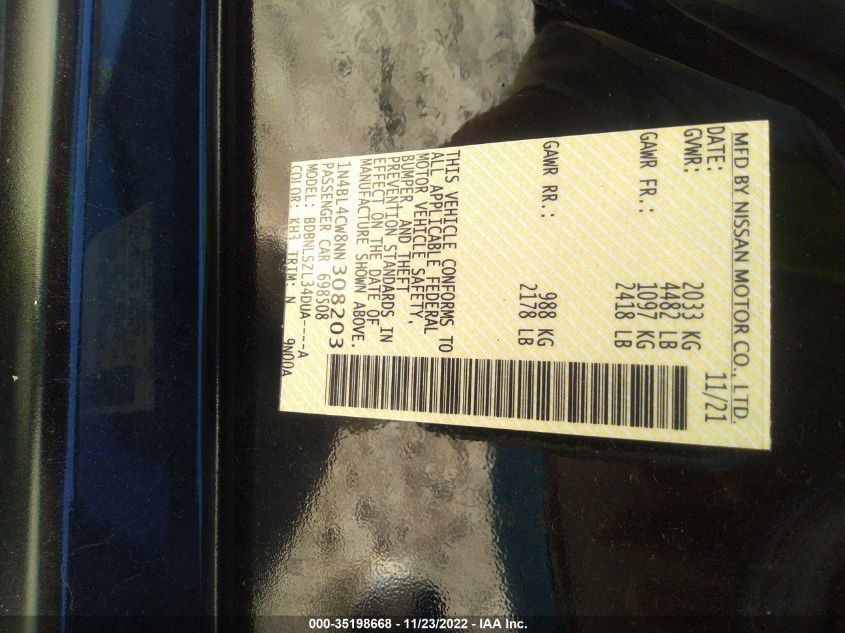 MFD BY NISSAN MOTOR CO., LTD.
DATE: 11/21
GVWR: 2033 KG
4482 LB
GAWR FR.: 1097 KG
2418 LB
GAWR RR.: 988 KG
2178 LB
THIS VEHICLE CONFORMS TO
ALL APPLICABLE FEDERAL
MOTOR VEHICLE SAFETY,
BUMPER, AND THEFT
PREVENTION STANDARDS IN
EFFECT ON THE DATE OF
MANUFACTURE SHOWN ABOVE.
1N4BL4CW8NN308203
PASSENGER CAR 698508
MODEL: BDBNLSZL34DUA----A
COLOR: KH3 TRIM: N 9N00A
000-35198668 - 11/23/2022 - IAA Inc.